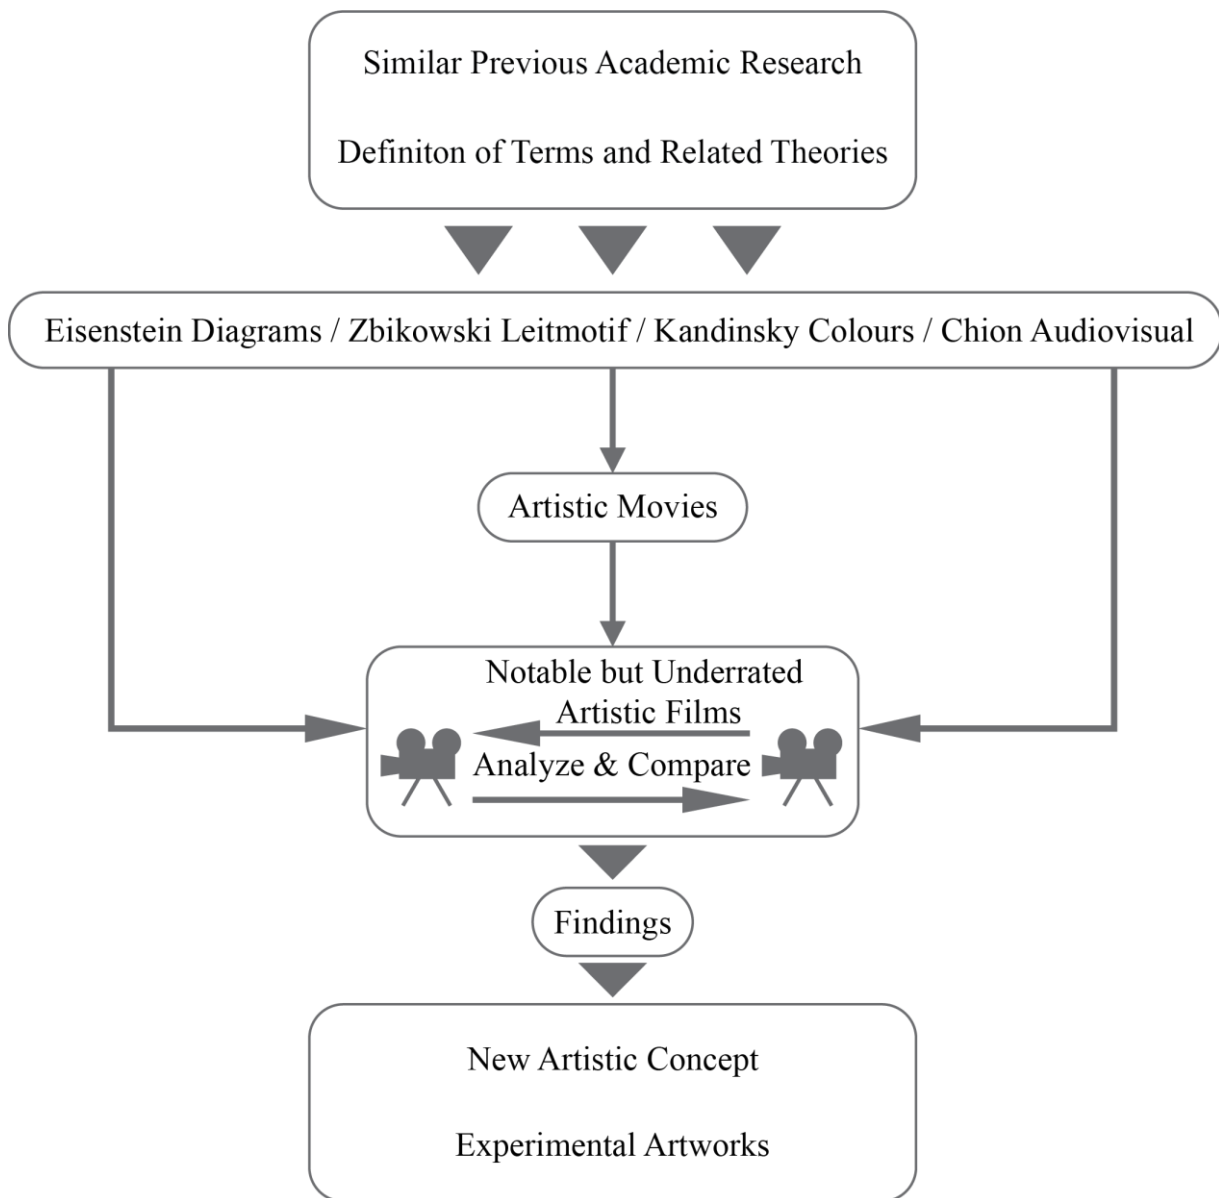 Similar Previous Academic Research
Definiton of Terms and Related Theories
Eisenstein Diagrams / Zbikowski Leitmotif / Kandinsky Colours / Chion Audiovisual
Artistic Movies
Notable but Underrated
Artistic Films
Analyze & Compare
Findings
New Artistic Concept
Experimental Artworks